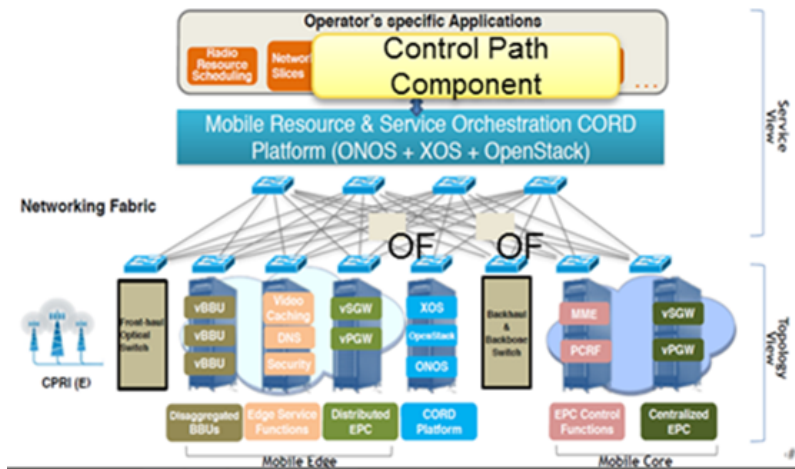 Operator's specific Applications
Radio
Resource
Scheduling
Network
Slices
Control Path
Component
...
Mobile Resource & Service Orchestration CORD
Platform (ONOS + XOS + OpenStack)
Service
View
Networking Fabric
OF
OF
Topology
View
CPRI (E)
Front-haul
Optical
Switch
vBBU
vBBU
vBBU
Video
Caching
DNS
Security
vSGW
vPGW
XOS
OpenStack
ONOS
Backhaul
&
Backbone
Switch
MME
PCRF
vSGW
vPGW
Disaggregated
BBUs
Edge Service
Functions
Distributed
EPC
CORD
Platform
EPC Control
Functions
Centralized
EPC
Mobile Edge
Mobile Core